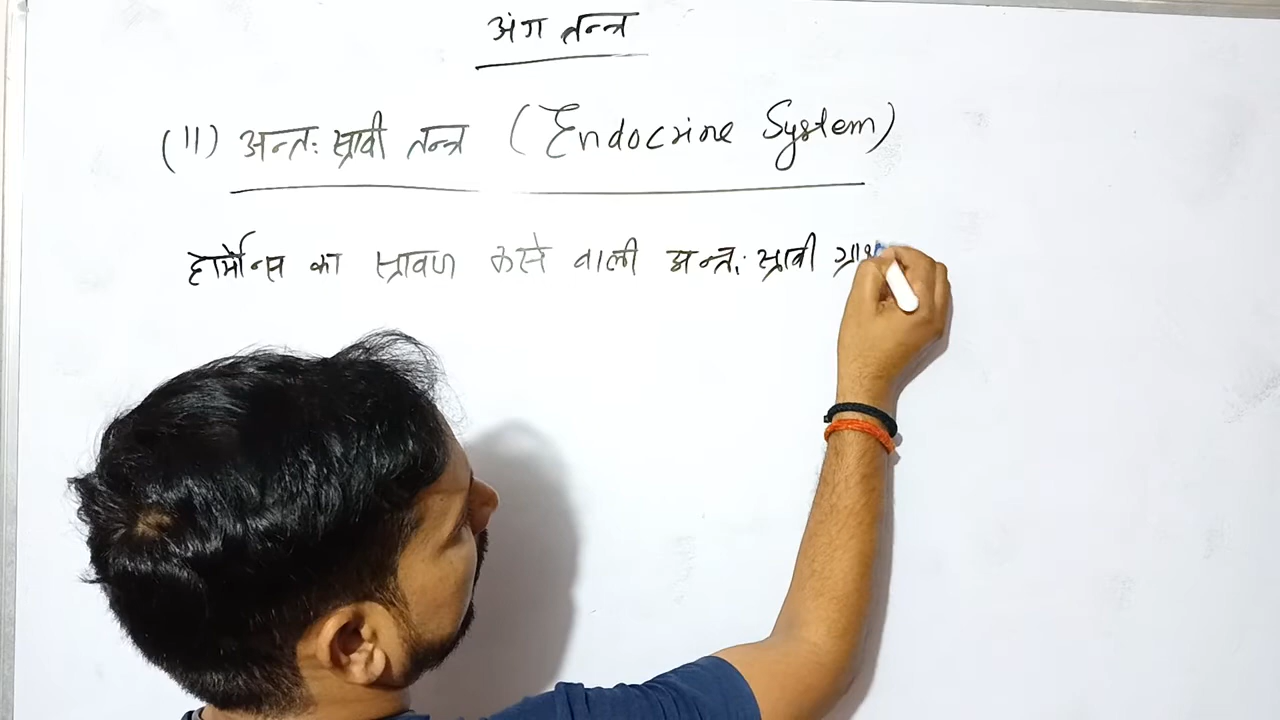 अंग तन्त्र
(11) अन्तः स्रावी तन्त्र (Endocrine System)
हार्मोन्स का स्रावण करने वाली अन्तः स्रावी